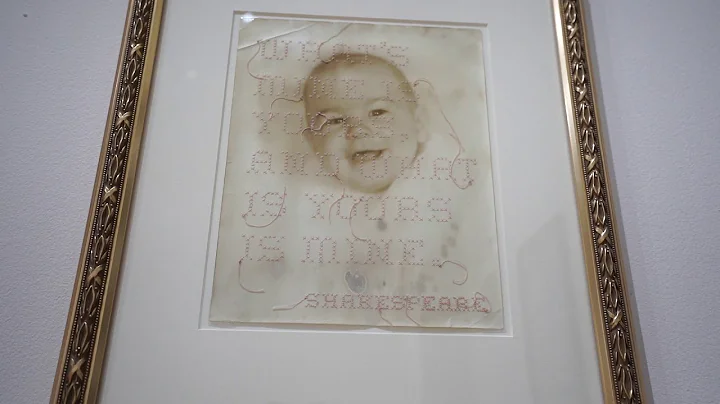 WHAT'S
MINE IS
YOURS,
AND WHAT
IS YOURS
IS MINE.
SHAKESPEARE